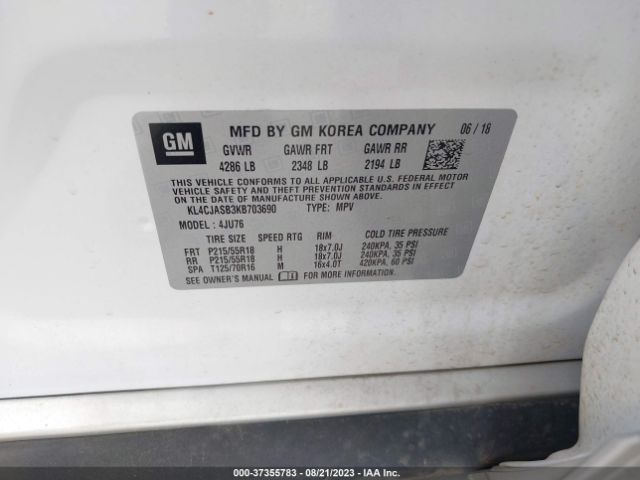 GM
MFD BY GM KOREA COMPANY 06/18
GVWR GAWR FRT GAWR RR
4286 LB 2348 LB 2194 LB
THIS VEHICLE CONFORMS TO ALL APPLICABLE U.S. FEDERAL MOTOR
VEHICLE SAFETY AND THEFT PREVENTION STANDARDS IN EFFECT ON
THE DATE OF MANUFACTURE SHOWN ABOVE.
KL4CJASB3KB703690 TYPE: MPV
MODEL: 4JU76
TIRE SIZE SPEED RTG RIM COLD TIRE PRESSURE
FRT P215/55R18 H 18x7.0J 240KPA, 35 PSI
RR P215/55R18 H 18x7.0J 240KPA, 35 PSI
SPA T125/70R16 M 16x4.0T 420KPA, 60 PSI
SEE OWNER'S MANUAL FOR MORE INFORMATION.
000-37355783 - 08/21/2023 - IAA Inc.